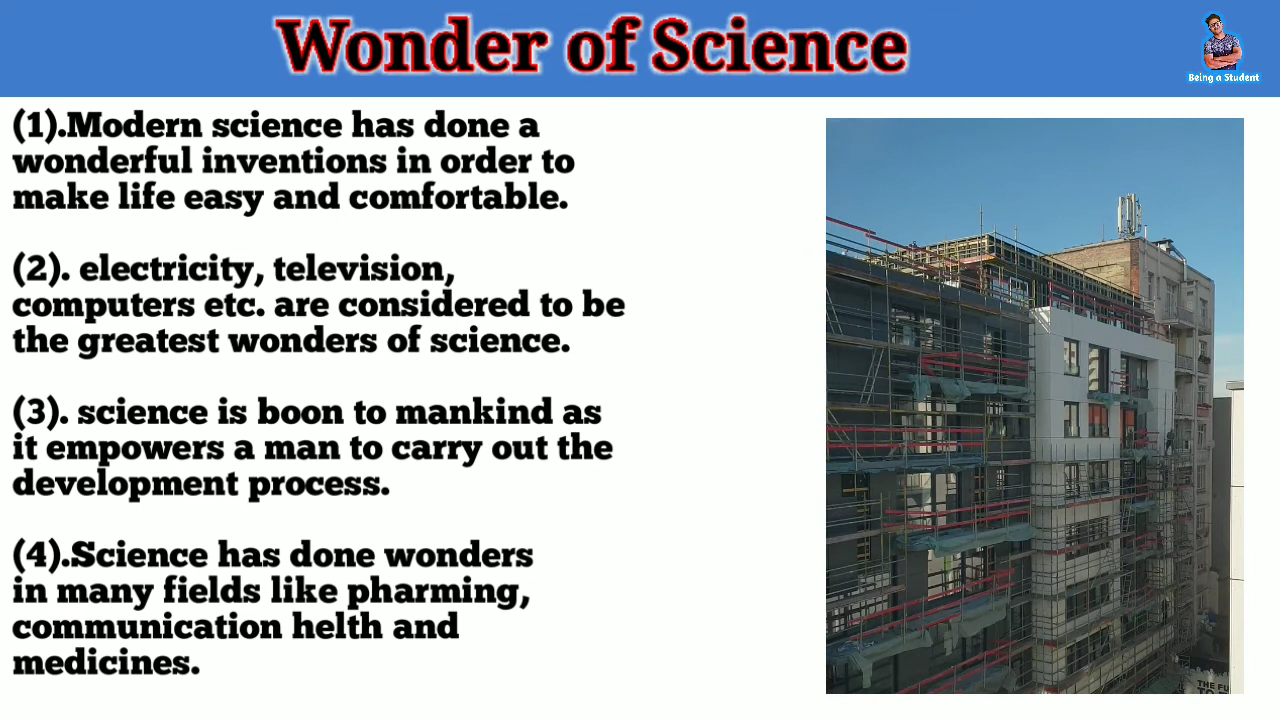 Wonder of Science
Being a Student
(1).Modern science has done a
wonderful inventions in order to
make life easy and comfortable.
(2). electricity, television,
computers etc. are considered to be
the greatest wonders of science.
(3). science is boon to mankind as
it empowers a man to carry out the
development process.
(4).Science has done wonders
in many fields like pharming,
communication helth and
medicines.
THE FU